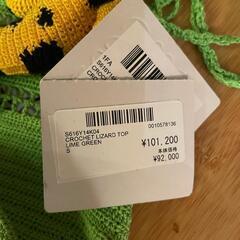 S616Y14K04
0010578136
CROCHET LIZARD TOP
LIME GREEN
S
¥101,200
本体価格
¥92,000